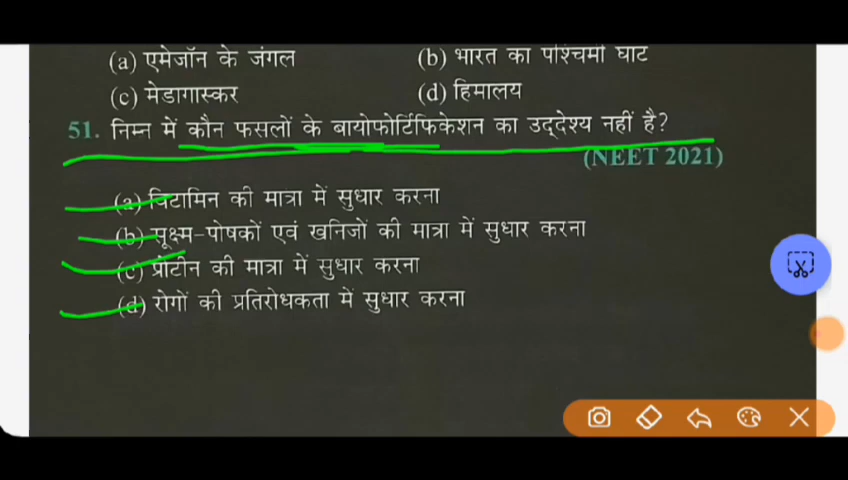 (a) एमेजॉन के जंगल (b) भारत का पश्चिमी घाट
(c) मेडागास्कर (d) हिमालय
51. निम्न में कौन फसलों के बायोफोर्टिफिकेशन का उद्देश्य नहीं है?
(NEET 2021)
(a) विटामिन की मात्रा में सुधार करना
(b) सूक्ष्म-पोषकों एवं खनिजों की मात्रा में सुधार करना
(c) प्रोटीन की मात्रा में सुधार करना
(d) रोगों की प्रतिरोधकता में सुधार करना